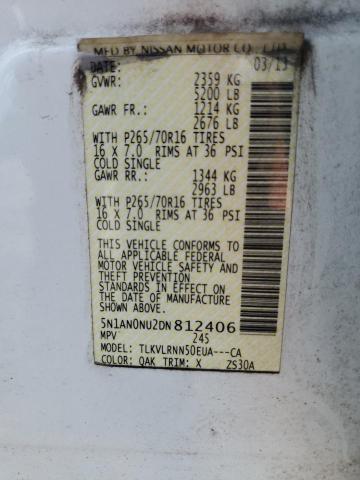 MFD BY NISSAN MOTOR CO., LTD.
DATE: 03/13
GVWR: 2359 KG
5200 LB
GAWR FR.: 1214 KG
2676 LB
WITH P265/70R16 TIRES
16 X 7.0 RIMS AT 36 PSI
COLD SINGLE
GAWR RR.: 1344 KG
2963 LB
WITH P265/70R16 TIRES
16 X 7.0 RIMS AT 36 PSI
COLD SINGLE
THIS VEHICLE CONFORMS TO
ALL APPLICABLE FEDERAL
MOTOR VEHICLE SAFETY AND
THEFT PREVENTION
STANDARDS IN EFFECT ON
THE DATE OF MANUFACTURE
SHOWN ABOVE.
5N1AN0NU2DN812406
MPV 245
MODEL: TLKVLRNN50EUA---CA
COLOR: QAK TRIM: X ZS30A